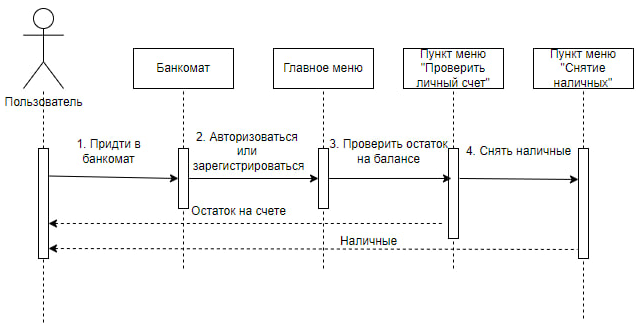 Пользователь
Банкомат
Главное меню
Пункт меню
"Проверить
личный счет"
Пункт меню
"Снятие
наличных"
1. Придти в
банкомат
2. Авторизоваться
или
зарегистрироваться
3. Проверить остаток
на балансе
4. Снять наличные
Остаток на счете
Наличные